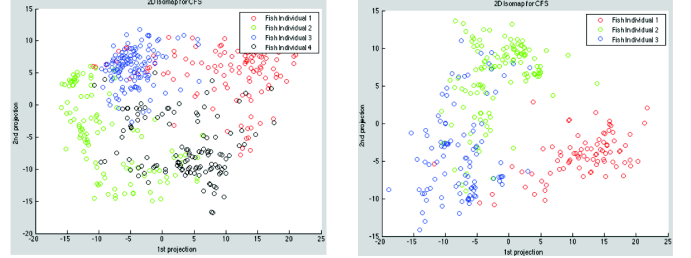 2D Isomap for CFS
Fish Individual 1
Fish Individual 2
Fish Individual 3
Fish Individual 4
2nd projection
15
10
5
0
-5
-10
-15
-20
-20 -15 -10 -5 0 5 10 15 20 25
1st projection
2D Isomap for CFS
Fish Individual 1
Fish Individual 2
Fish Individual 3
2nd projection
15
10
5
0
-5
-10
-15
-20 -15 -10 -5 0 5 10 15 20 25
1st projection